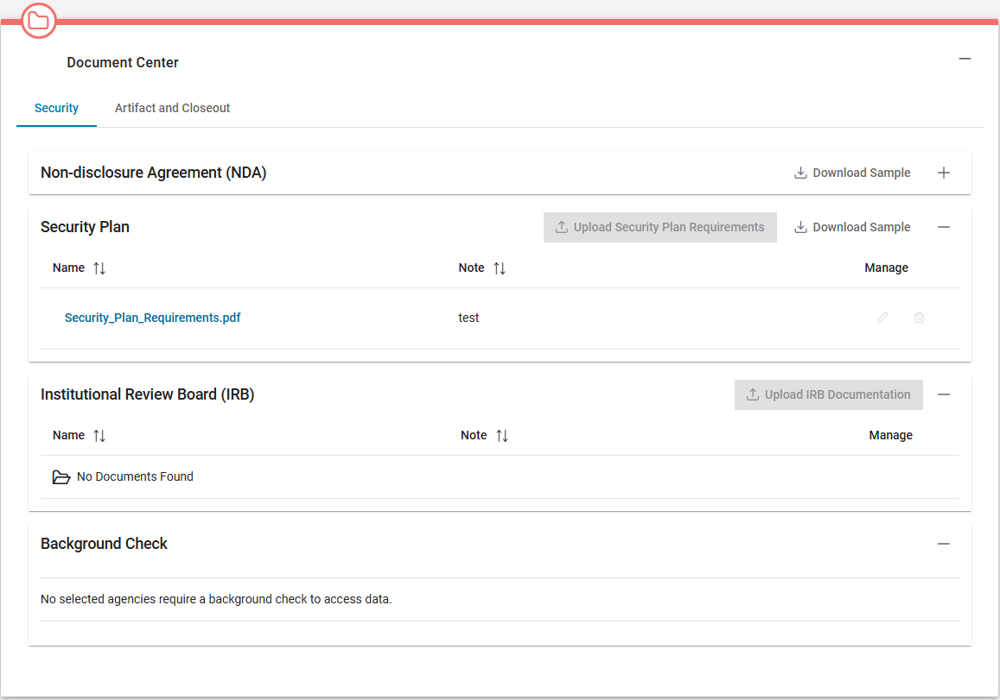 Document Center
Security Artifact and Closeout
Non-disclosure Agreement (NDA) Download Sample
Security Plan Upload Security Plan Requirements Download Sample
Name Note Manage
Security_Plan_Requirements.pdf test
Institutional Review Board (IRB) Upload IRB Documentation
Name Note Manage
No Documents Found
Background Check
No selected agencies require a background check to access data.